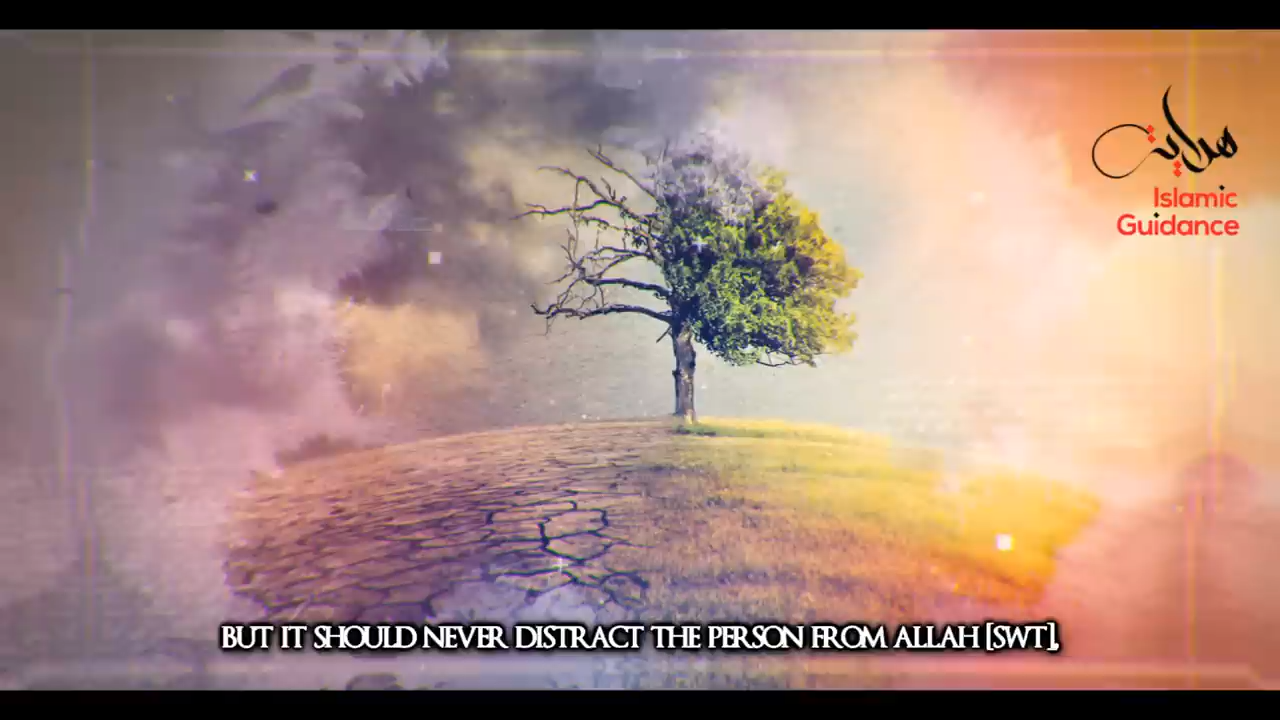 هداية
Islamic
Guidance
BUT IT SHOULD NEVER DISTRACT THE PERSON FROM ALLAH [SWT],